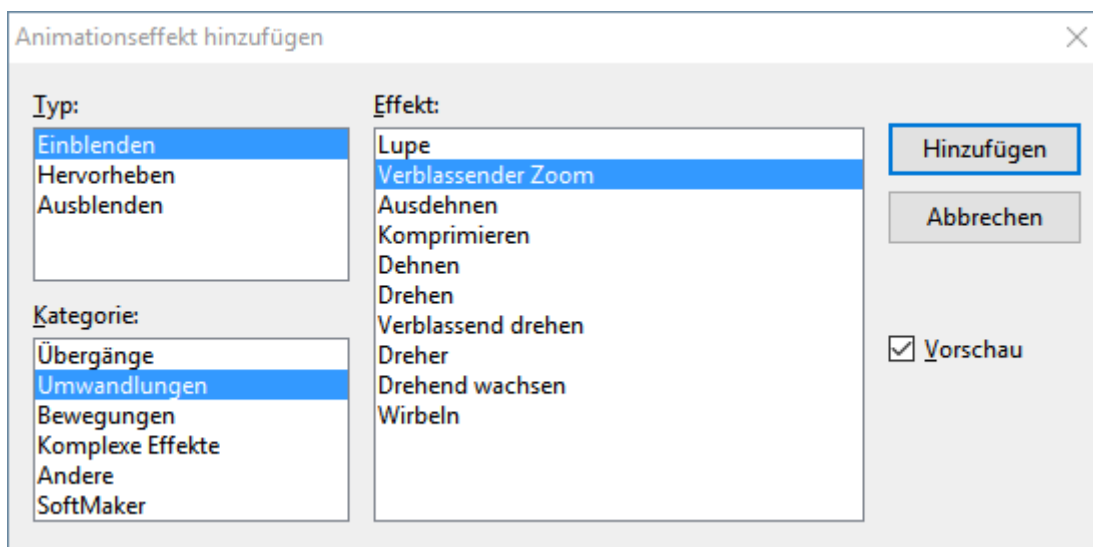 Animationseffekt hinzufügen
Typ:
Einblenden
Hervorheben
Ausblenden
Kategorie:
Übergänge
Umwandlungen
Bewegungen
Komplexe Effekte
Andere
SoftMaker
Effekt:
Lupe
Verblassender Zoom
Ausdehnen
Komprimieren
Dehnen
Drehen
Verblassend drehen
Dreher
Drehend wachsen
Wirbeln
Hinzufügen
Abbrechen
Vorschau